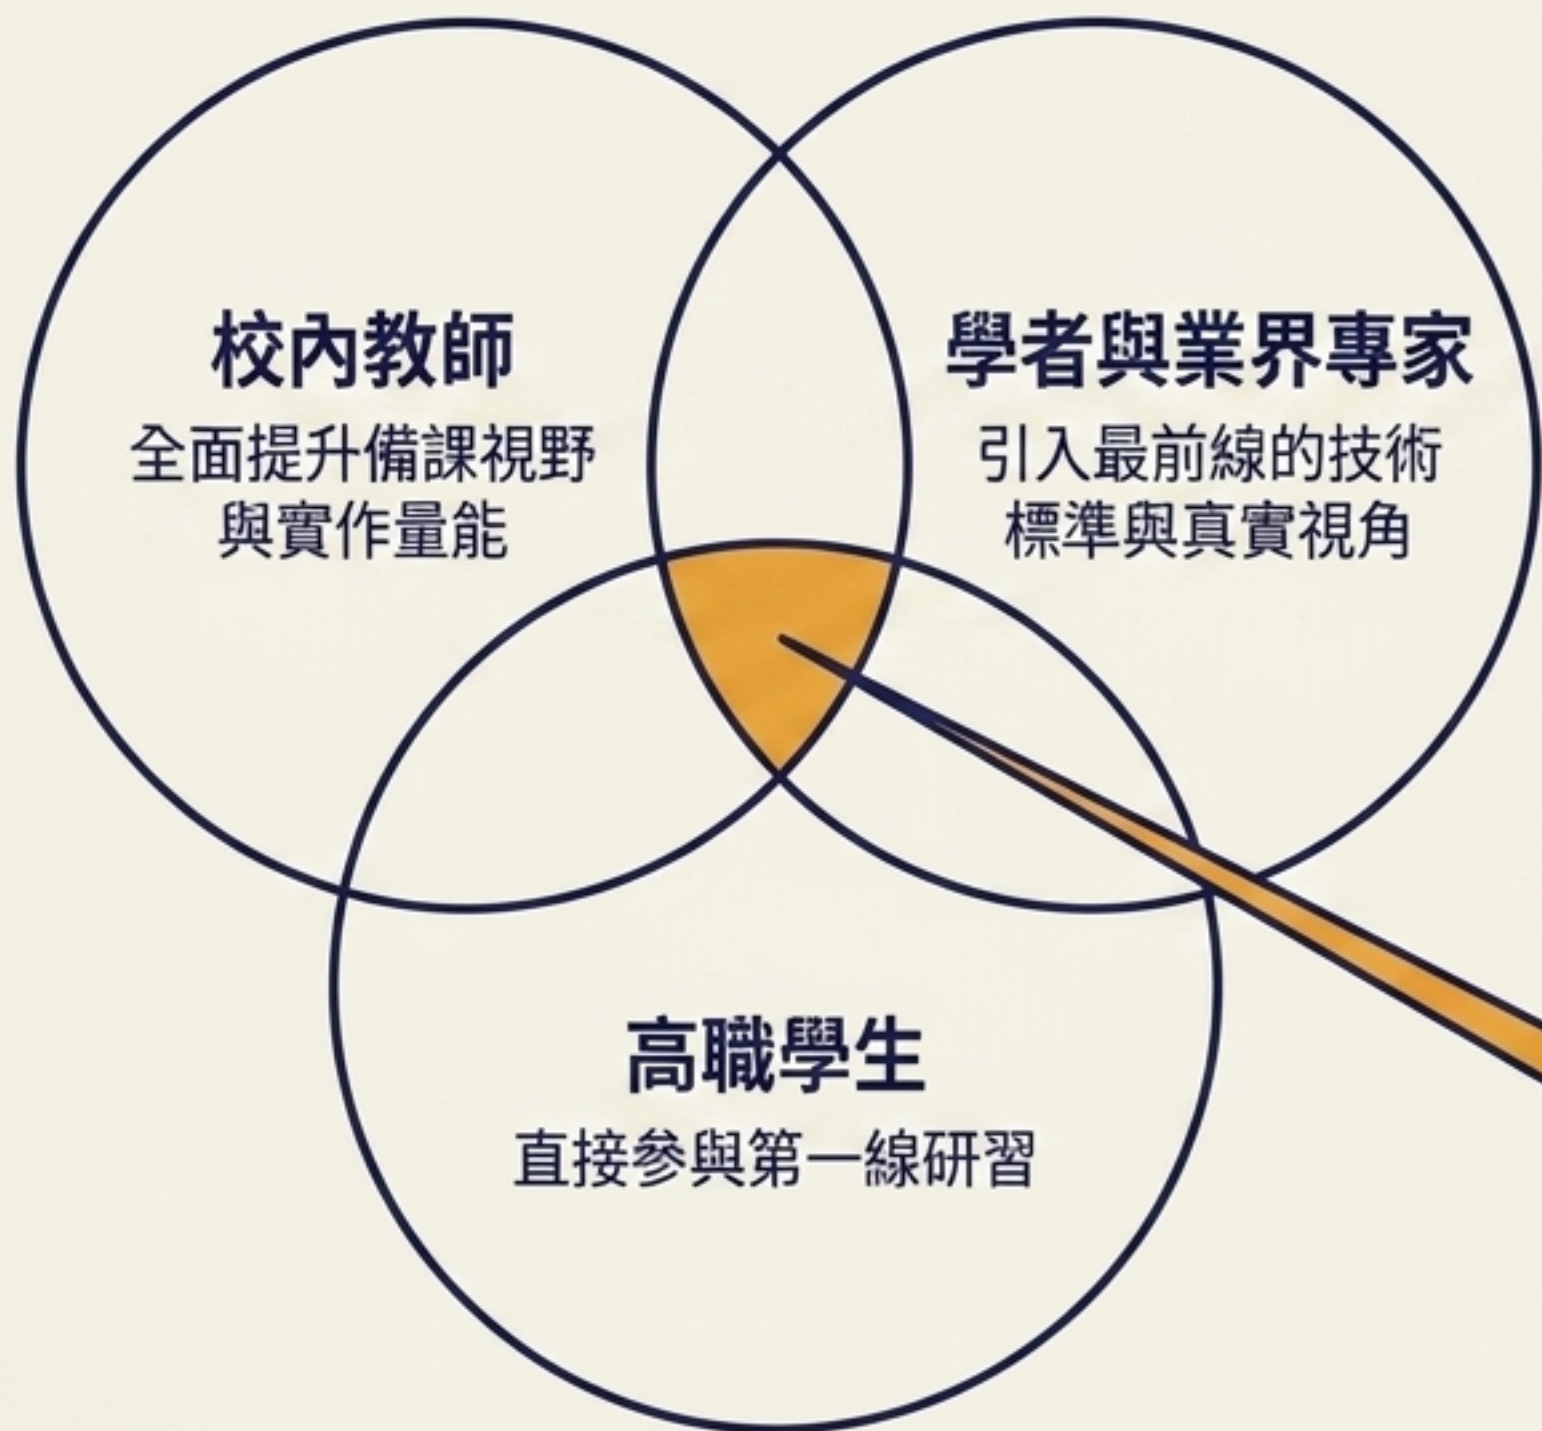 校內教師
全面提升備課視野
與實作量能
學者與業界專家
引入最前線的技術
標準與真實視角
高職學生
直接參與第一線研習